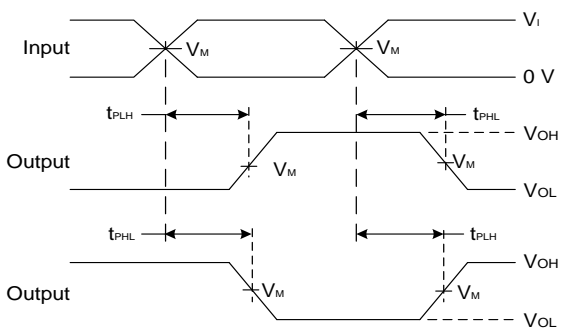 VI
Input VM VM
0 V
tPLH tPHL
VOH
Output VM VM
VOL
tPHL tPLH
VOH
Output VM VM
VOL